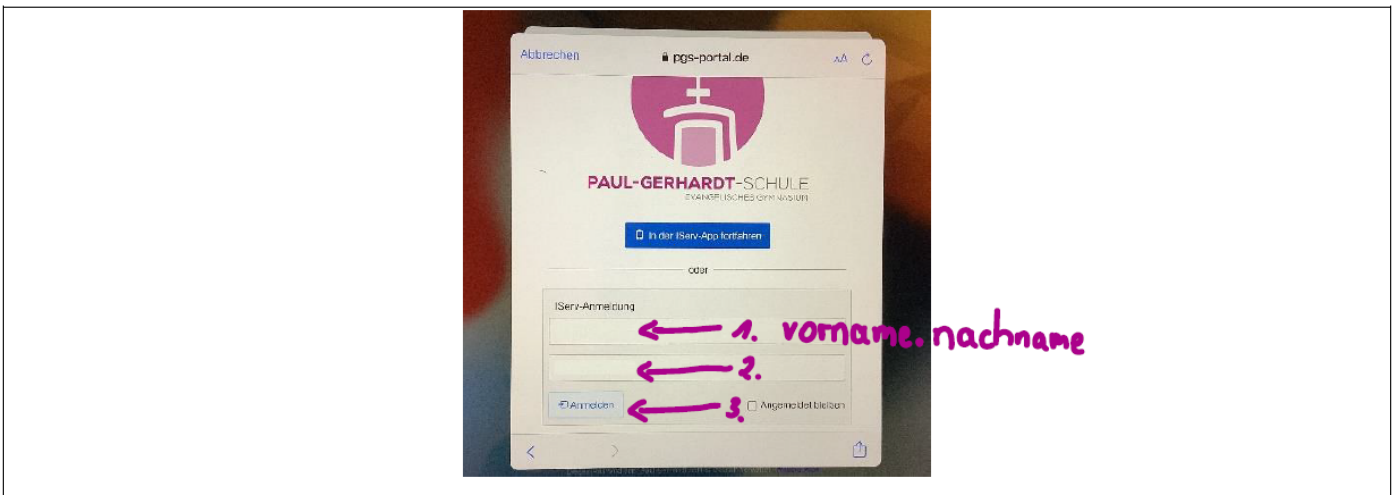 Abbrechen
pgs-portal.de
AA
PAUL-GERHARDT-SCHULE
EVANGELISCHES GYMNASIUM
In der IServ-App fortfahren
oder
IServ-Anmeldung
1. vorname.nachname
2.
Anmelden
3.
Angemeldet bleiben